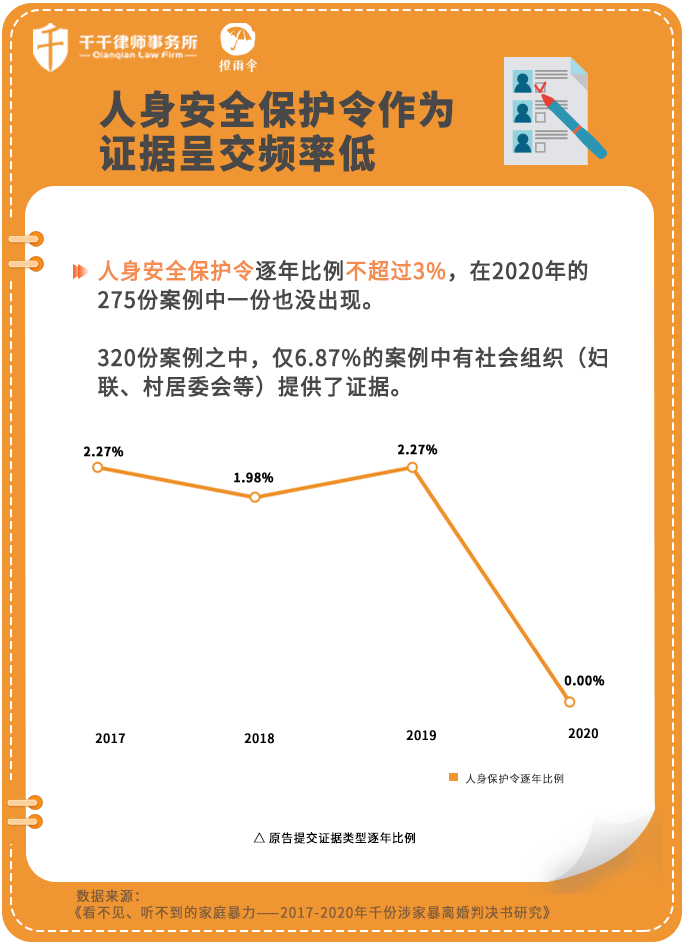 千千律师事务所
Qianqian Law Firm
橙雨伞
人身安全保护令作为
证据呈交频率低
人身安全保护令逐年比例不超过3%，在2020年的
275份案例中一份也没出现。
320份案例之中，仅6.87%的案例中有社会组织（妇
联、村居委会等）提供了证据。
2.27%
1.98%
2.27%
0.00%
2017
2018
2019
2020
人身保护令逐年比例
△ 原告提交证据类型逐年比例
数据来源：
《看不见、听不到的家庭暴力——2017-2020年千份涉家暴离婚判决书研究》